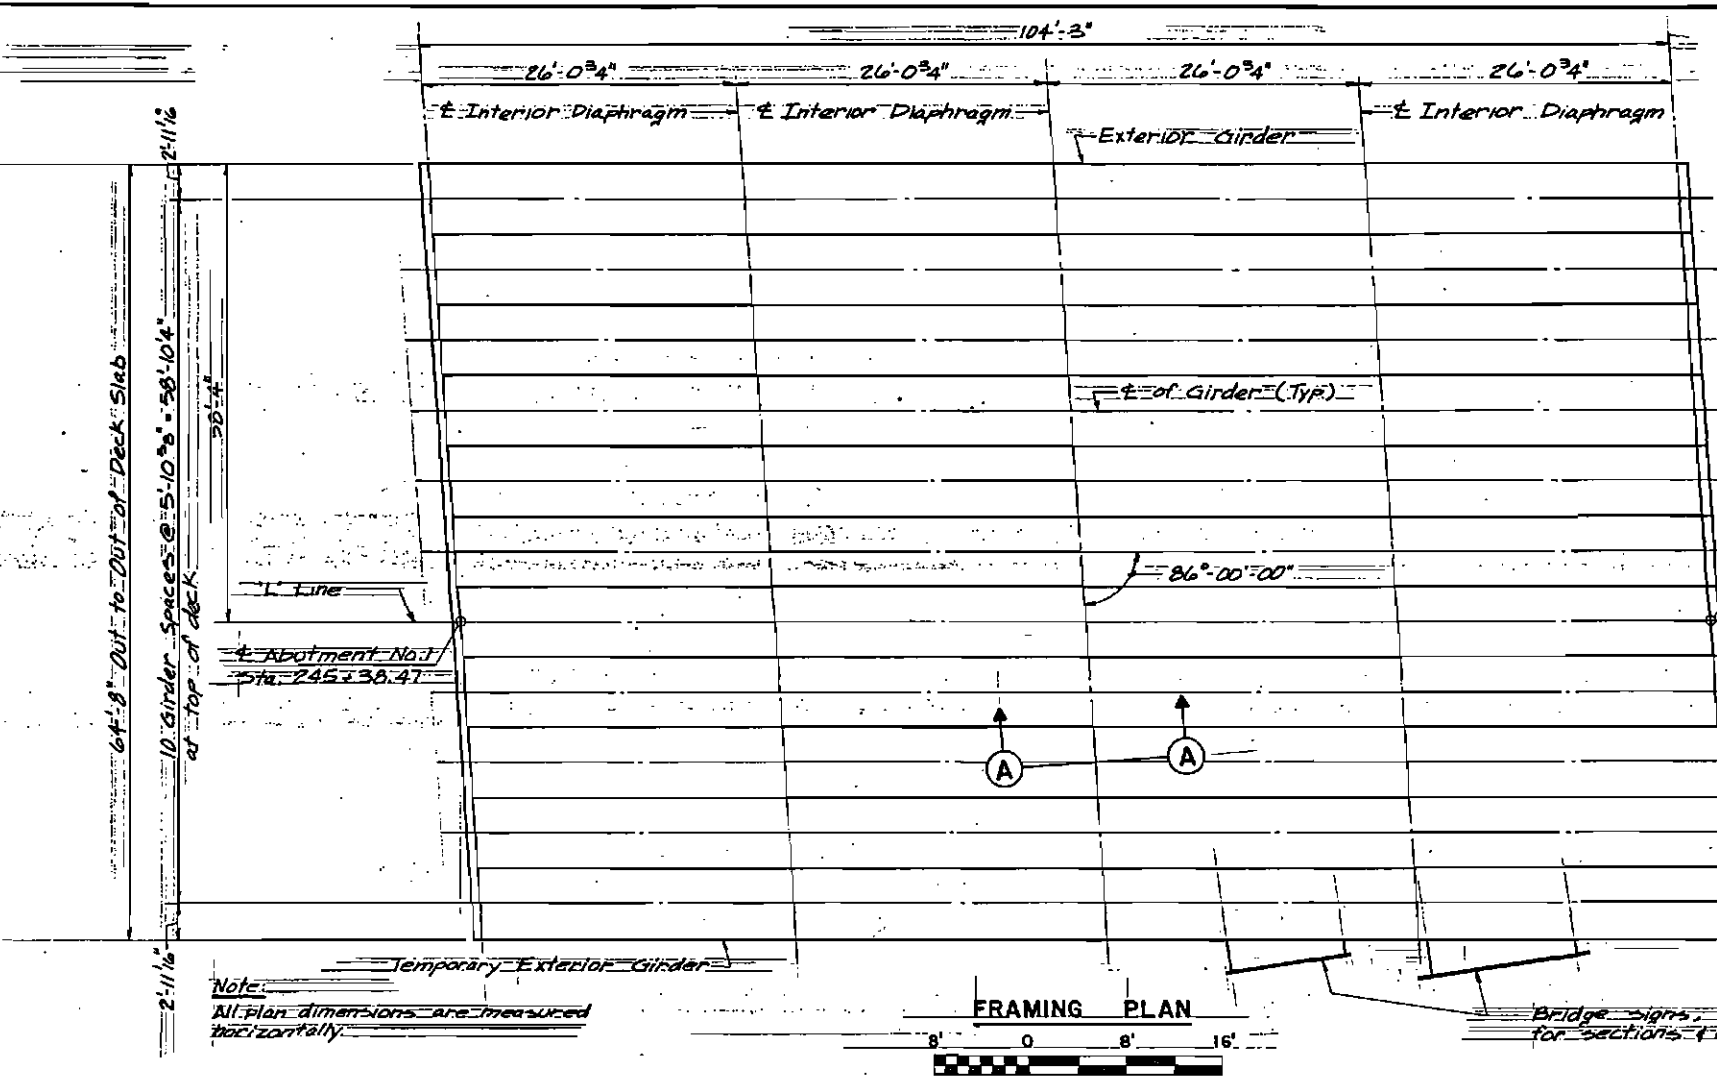 104'-3"
26'-0¾" 26'-0¾" 26'-0¾" 26'-0¾"
℄ Interior Diaphragm ℄ Interior Diaphragm ℄ Interior Diaphragm
Exterior Girder
2'-11⅟16
64'-8" Out to Out of Deck Slab
10 Girder Spaces @ 5'-10⅝" = 58'-10¼"
at top of deck
38'-4"
℄ of Girder (Typ.)
86°-00'-00"
"L" Line
℄ Abutment No. 1
Sta. 245+38.47
A A
2'-11⅟16"
Temporary Exterior Girder
Note:
All plan dimensions are measured
horizontally.
FRAMING PLAN
8' 0 8' 16'
Bridge signs,
for sections &